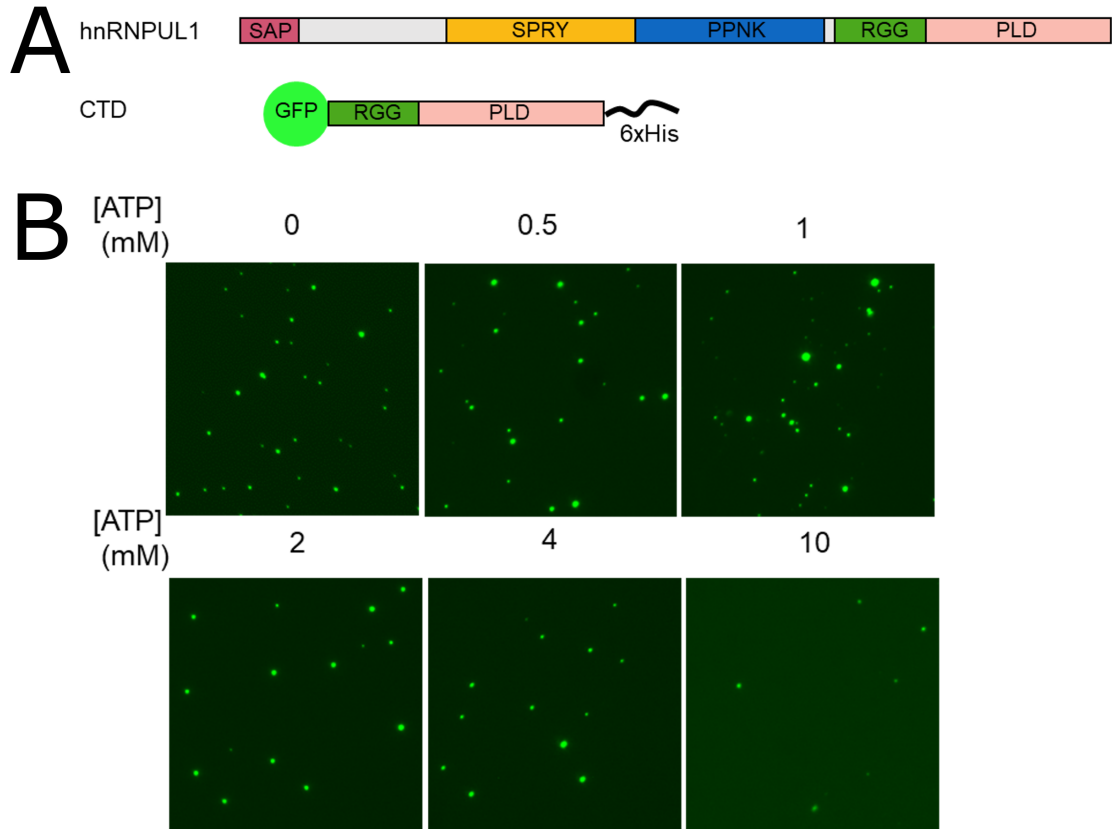 A
hnRNPUL1
SAP SPRY PPNK RGG PLD
CTD
GFP RGG PLD
6xHis
B
[ATP]
(mM)
0 0.5 1
[ATP]
(mM)
2 4 10